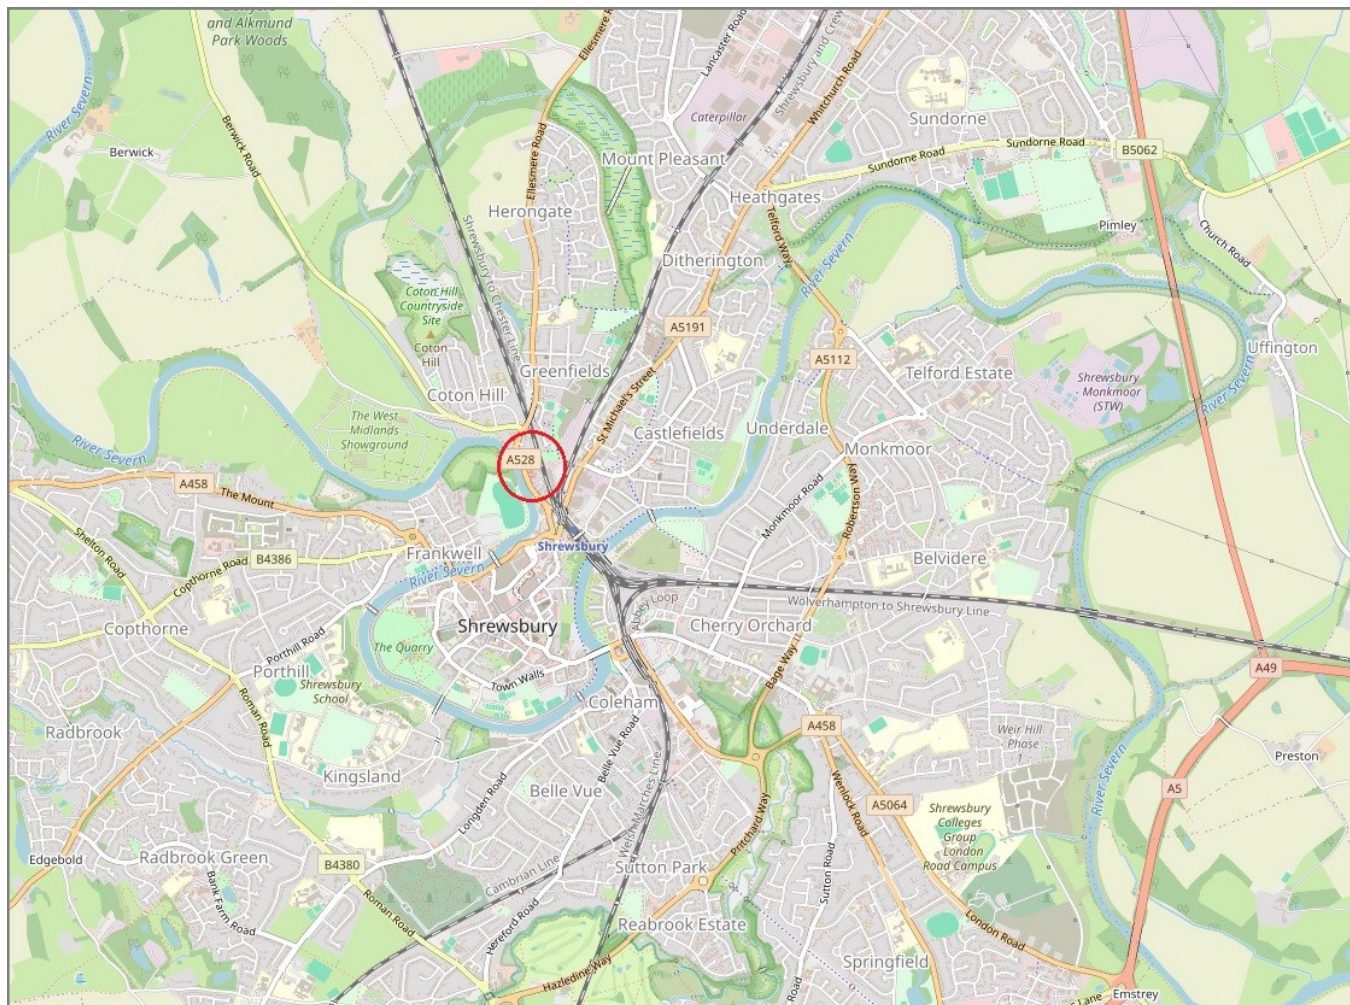 and Alkmund
Park Woods
Ellesmere Road
Lancaster Road
Shrewsbury and Crew
Whitchurch Road
River Severn
Berwick
Berwick Road
Caterpillar
Sundorne
Sundorne Road
Sundorne Road
B5062
Mount Pleasant
Ellesmere Road
Herongate
Heathgates
Telford Way
Pimley
Church Road
Shrewsbury to Chester Line
Ditherington
River Severn
River Severn
Coton Hill
Countryside
Site
Coton
Hill
A5191
A5112
Uffington
Greenfields
Telford Estate
Shrewsbury
- Monkmoor
(STW)
River Severn
Coton Hill
St Michael's Street
The West
Midlands
Showground
River Severn
Castlefields
Underdale
Monkmoor
A528
A458
The Mount
Monkmoor Road
Robertson Way
Shelton Road
Frankwell
Shrewsbury
B4386
Copthorne Road
River Severn
Belvidere
Abbey Loop
Wolverhampton to Shrewsbury Line
Copthorne
Shrewsbury
Cherry Orchard
Porthill Road
The Quarry
Porthill
Shrewsbury
School
Town Walls
Bage Way
A49
Coleham
Roman Road
Radbrook
A458
Weir Hill
Phase
1
River Severn
Preston
Kingsland
Belle Vue Road
Belle Vue
Longden Road
Welsh Marches Line
Wenlock Road
A5
A5064
Shrewsbury
Colleges
Group
London
Road Campus
Pritchard Way
Edgebold
Radbrook Green
B4380
Bank Farm Road
Roman Road
Cambrian Line
Sutton Park
Sutton Road
Hereford Road
Reabrook Estate
London Road
Hazledine Way
Springfield
Road
Lane
Emstrey